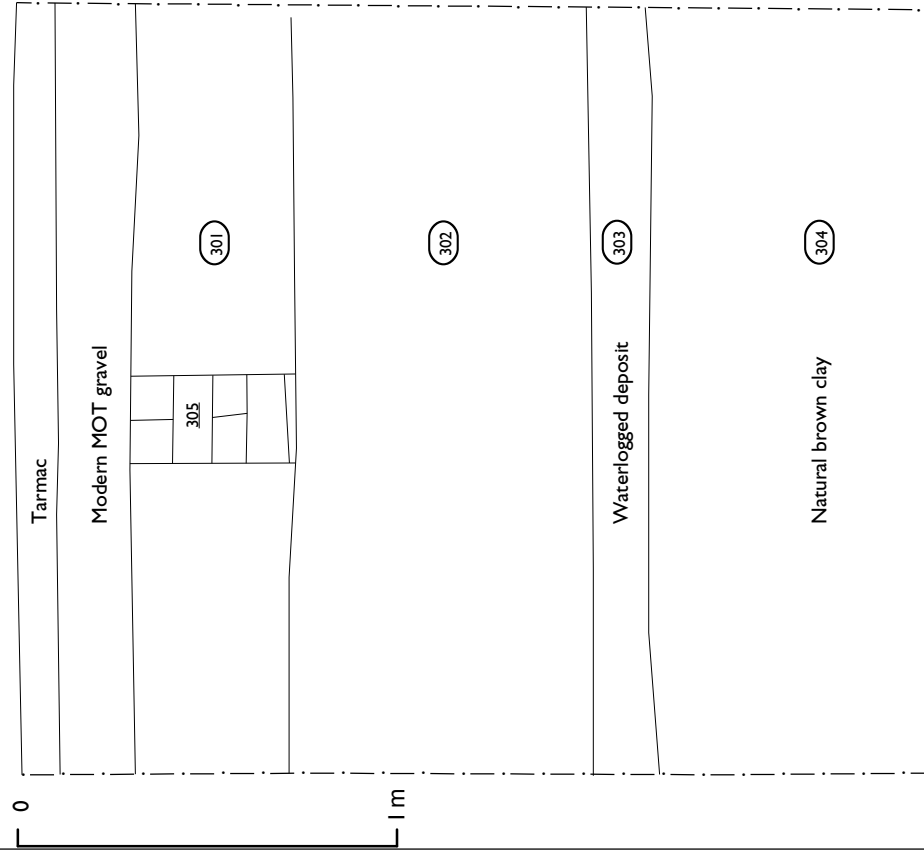 Tarmac
Modern MOT gravel
301
305
302
Waterlogged deposit
303
Natural brown clay
304
0
1 m